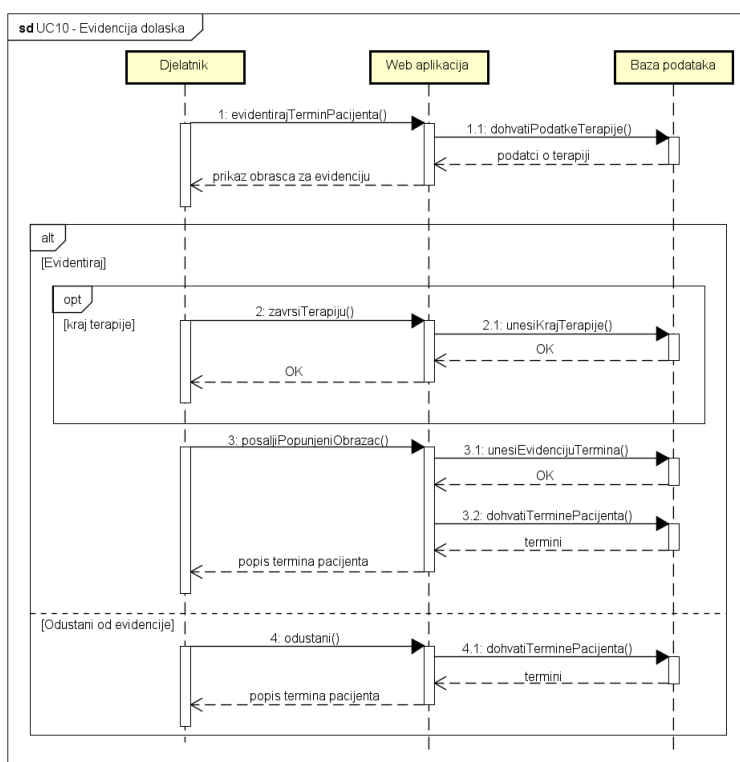 sd UC10 - Evidencija dolaska
Djelatnik
Web aplikacija
Baza podataka
1: evidentirajTerminPacijenta()
1.1: dohvatiPodatkeTerapije()
podatci o terapiji
prikaz obrasca za evidenciju
alt
[Evidentiraj]
opt
[kraj terapije]
2: zavrsiTerapiju()
2.1: unesiKrajTerapije()
OK
OK
3: posaljiPopunjeniObrazac()
3.1: unesiEvidencijuTermina()
OK
3.2: dohvatiTerminePacijenta()
termini
popis termina pacijenta
[Odustani od evidencije]
4: odustani()
4.1: dohvatiTerminePacijenta()
termini
popis termina pacijenta